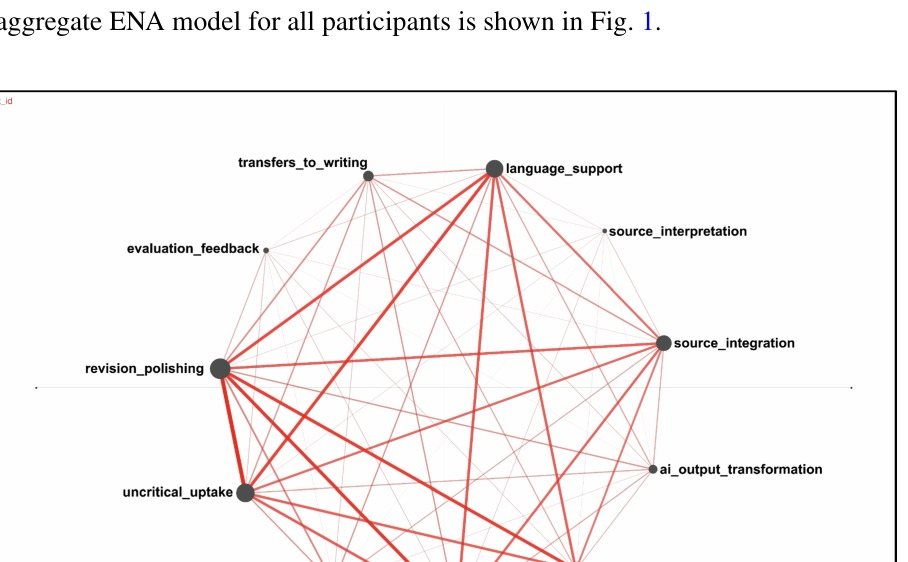 aggregate ENA model for all participants is shown in Fig. 1.
_id
transfers_to_writing
language_support
source_interpretation
evaluation_feedback
source_integration
revision_polishing
ai_output_transformation
uncritical_uptake